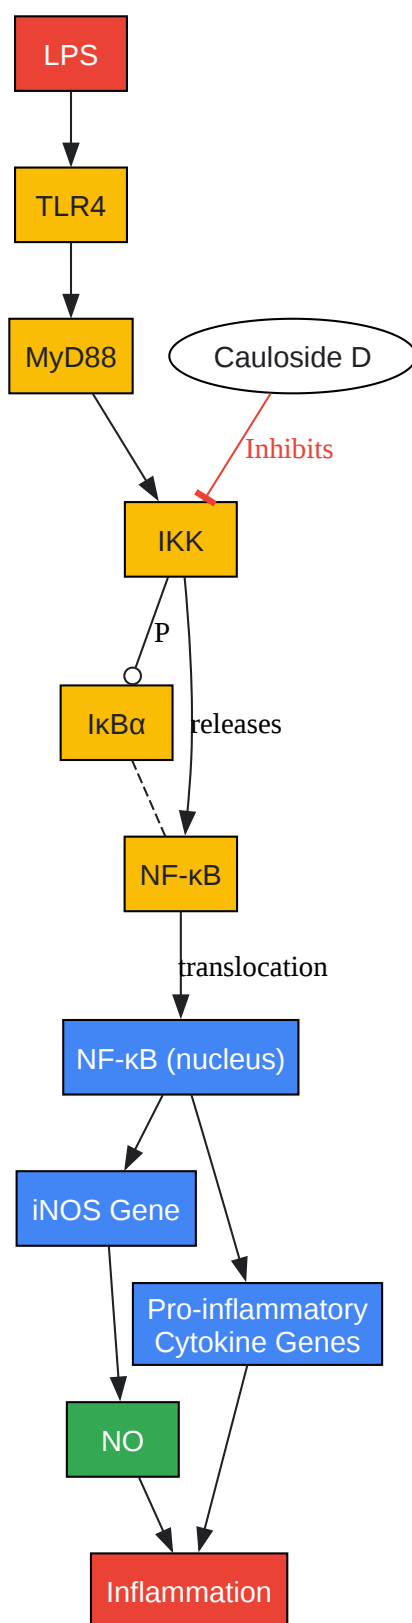 LPS
TLR4
MyD88
Cauloside D
Inhibits
IKK
P
IκBα
releases
NF-κB
translocation
NF-κB (nucleus)
iNOS Gene
Pro-inflammatory
Cytokine Genes
NO
Inflammation